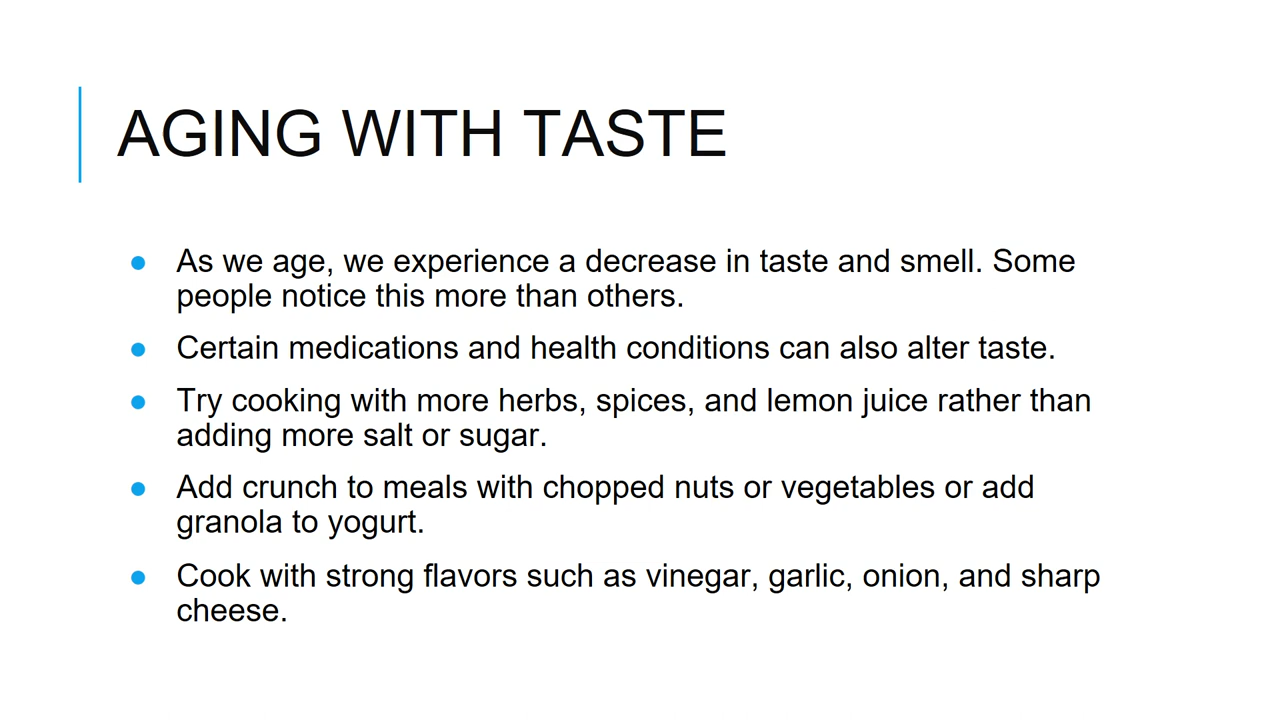 AGING WITH TASTE
● As we age, we experience a decrease in taste and smell. Some
people notice this more than others.
● Certain medications and health conditions can also alter taste.
● Try cooking with more herbs, spices, and lemon juice rather than
adding more salt or sugar.
● Add crunch to meals with chopped nuts or vegetables or add
granola to yogurt.
● Cook with strong flavors such as vinegar, garlic, onion, and sharp
cheese.